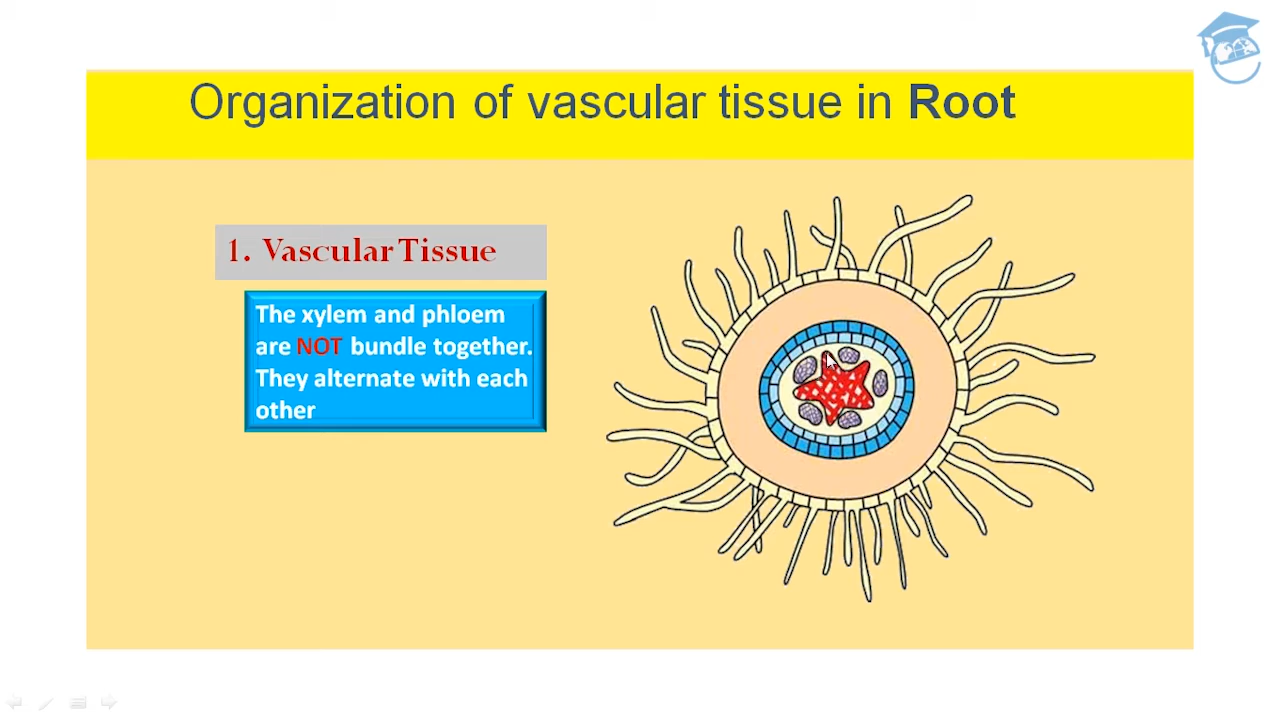 Organization of vascular tissue in Root
1. Vascular Tissue
The xylem and phloem
are NOT bundle together.
They alternate with each
other